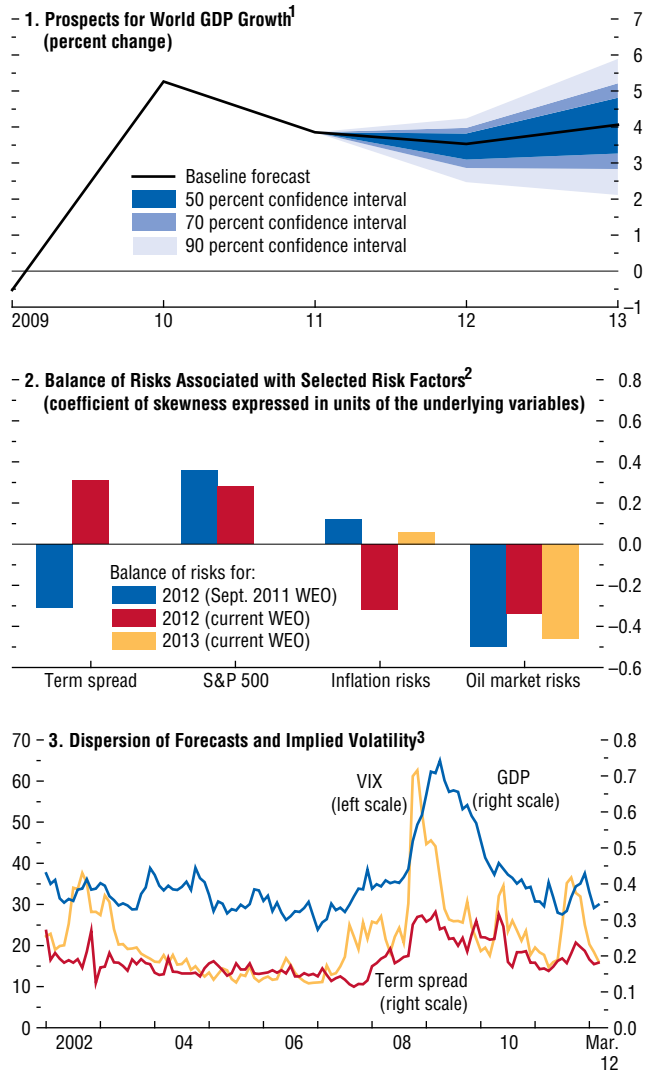 1. Prospects for World GDP Growth1
(percent change)
7
6
5
4
3
2
1
0
–1
Baseline forecast
50 percent confidence interval
70 percent confidence interval
90 percent confidence interval
2009 10 11 12 13
2. Balance of Risks Associated with Selected Risk Factors2
(coefficient of skewness expressed in units of the underlying variables)
0.8
0.6
0.4
0.2
0.0
–0.2
–0.4
–0.6
Balance of risks for:
2012 (Sept. 2011 WEO)
2012 (current WEO)
2013 (current WEO)
Term spread S&P 500 Inflation risks Oil market risks
3. Dispersion of Forecasts and Implied Volatility3
70
60
50
40
30
20
10
0
0.8
0.7
0.6
0.5
0.4
0.3
0.2
0.1
0.0
VIX
(left scale)
GDP
(right scale)
Term spread
(right scale)
2002 04 06 08 10 Mar.
12